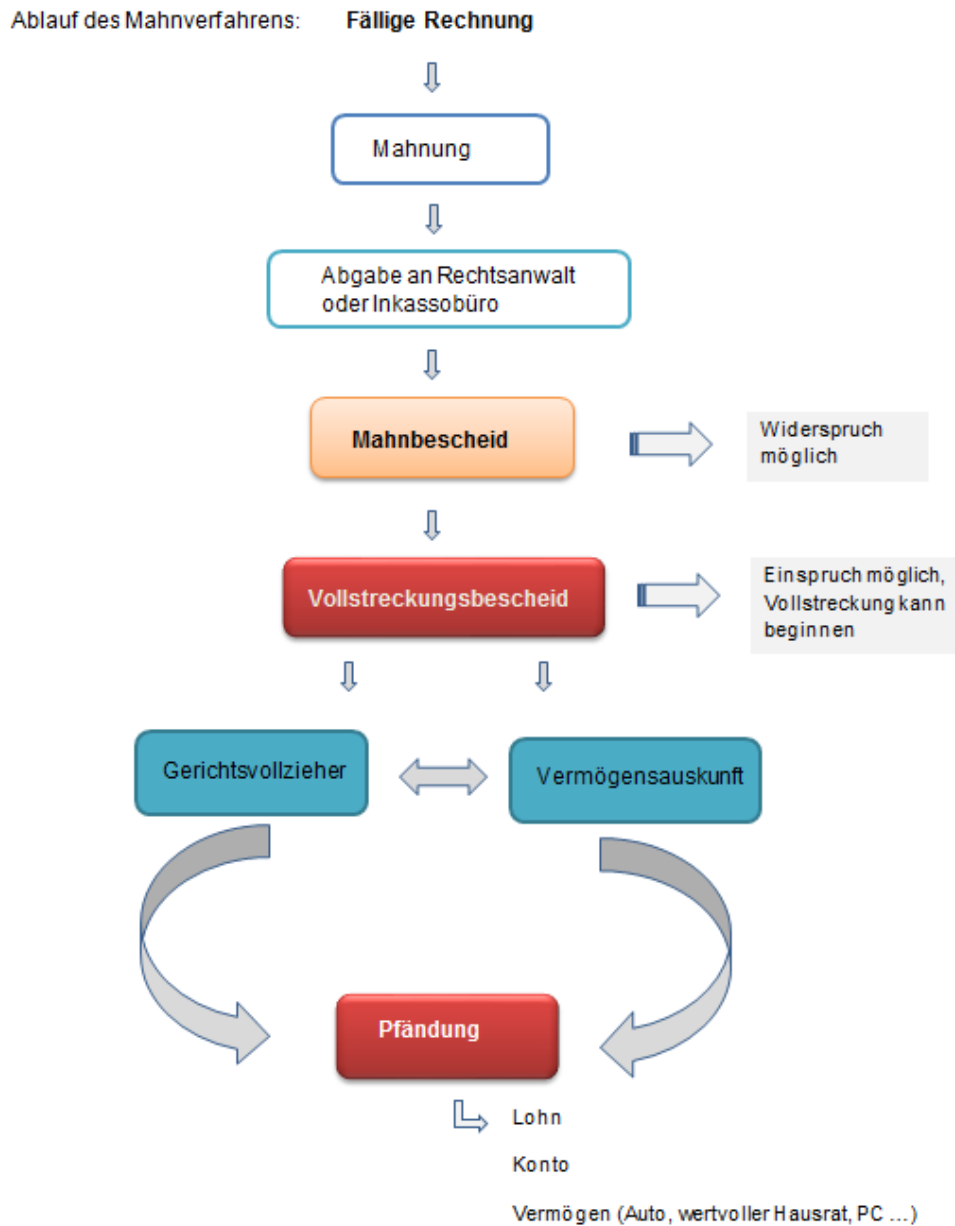 Ablauf des Mahnverfahrens: Fällige Rechnung
Mahnung
Abgabe an Rechtsanwalt
oder Inkassobüro
Mahnbescheid
Widerspruch
möglich
Vollstreckungsbescheid
Einspruch möglich,
Vollstreckung kann
beginnen
Gerichtsvollzieher
Vermögensauskunft
Pfändung
Lohn
Konto
Vermögen (Auto, wertvoller Hausrat, PC ...)